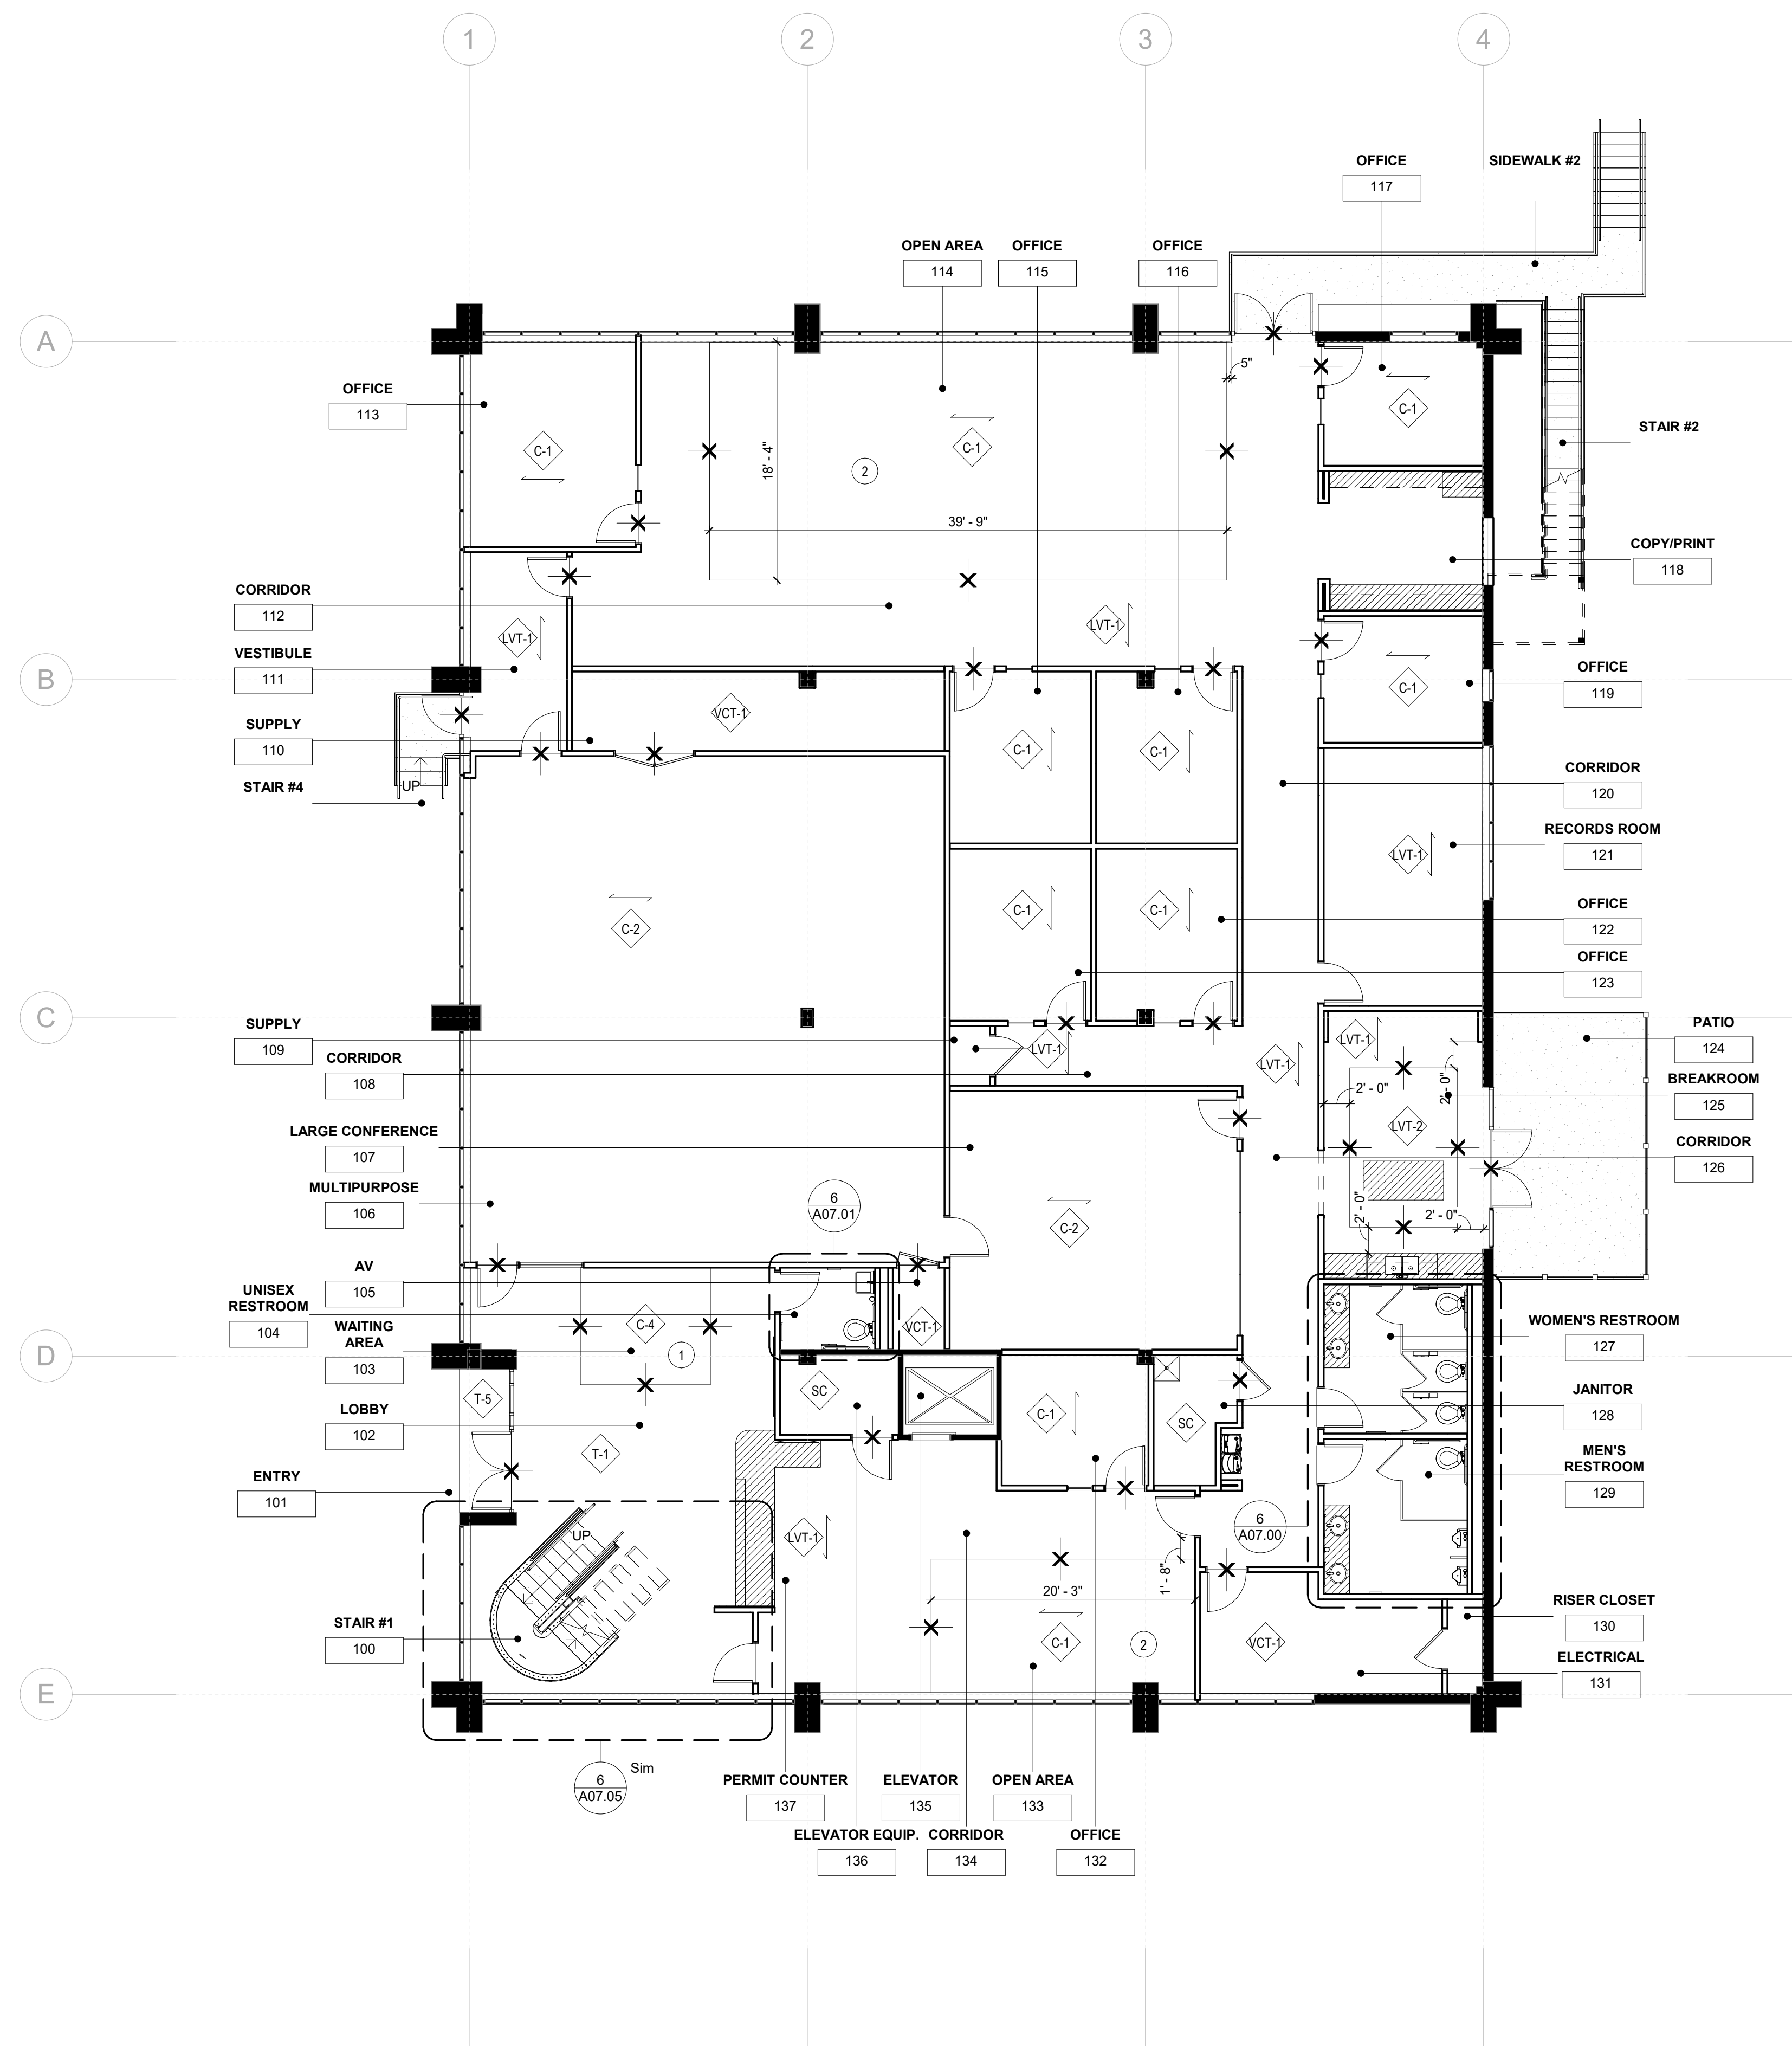 1
2
3
4
OFFICE
117
SIDEWALK #2
OPEN AREA
114
OFFICE
115
OFFICE
116
A
5"
OFFICE
113
C-1
18' - 4"
2
C-1
C-1
STAIR #2
39' - 9"
COPY/PRINT
118
CORRIDOR
112
LVT-1
LVT-1
VESTIBULE
111
B
OFFICE
119
C-1
SUPPLY
110
VCT-1
C-1
C-1
STAIR #4
UP
CORRIDOR
120
RECORDS ROOM
121
LVT-1
C-2
C-1
C-1
OFFICE
122
OFFICE
123
C
SUPPLY
109
CORRIDOR
108
LVT-1
LVT-1
LVT-1
PATIO
124
2' - 0"
2' - 0"
BREAKROOM
125
LVT-2
LARGE CONFERENCE
107
CORRIDOR
126
MULTIPURPOSE
106
6
A07.01
C-2
2' - 0"
2' - 0"
AV
105
UNISEX
RESTROOM
104
C-4
VCT-1
WAITING
AREA
103
1
WOMEN'S RESTROOM
127
D
T-5
SC
C-1
SC
JANITOR
128
LOBBY
102
T-1
MEN'S
RESTROOM
129
ENTRY
101
UP
LVT-1
6
A07.00
1' - 8"
20' - 3"
STAIR #1
100
C-1
2
VCT-1
RISER CLOSET
130
ELECTRICAL
131
E
6
A07.05
Sim
PERMIT COUNTER
137
ELEVATOR
135
OPEN AREA
133
ELEVATOR EQUIP.
136
CORRIDOR
134
OFFICE
132